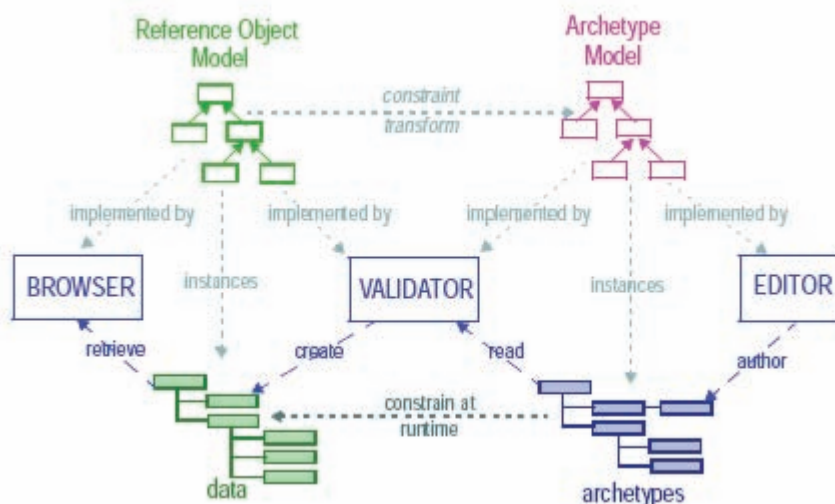 Reference Object
Model
Archetype
Model
constraint
transform
implemented by
implemented by
implemented by
implemented by
BROWSER
instances
VALIDATOR
instances
EDITOR
retrieve
create
read
author
constrain at
runtime
data
archetypes